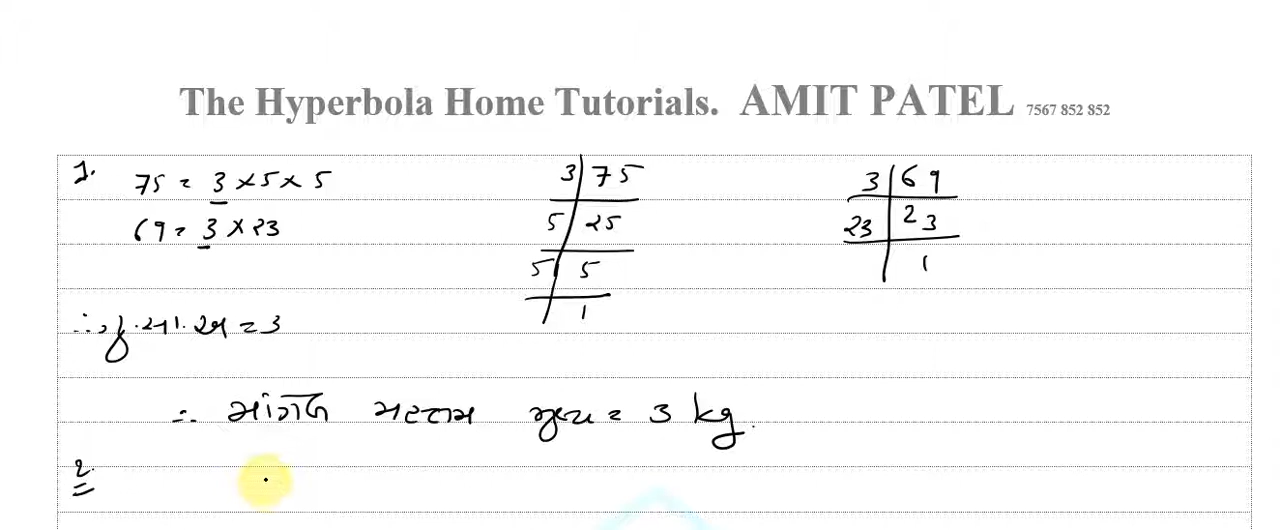 The Hyperbola Home Tutorials. AMIT PATEL 7567 852 852
1.
75 = 3 × 5 × 5
69 = 3 × 23
3 75
5 25
5 5
1
3 69
23 23
1
∴ ગુ.સા.અ = 3
∴ મહત્તમ મૂલ્ય = 3 kg.
2.